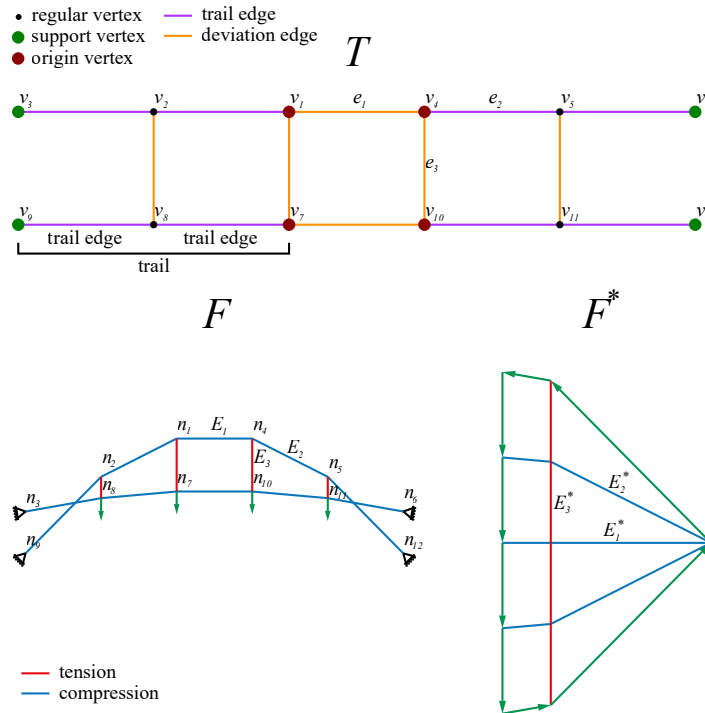 regular vertex
trail edge
support vertex
deviation edge
origin vertex
T
v₃ v₂ v₁ e₁ v₄ e₂ v₅ v
e₃
v₉ v₈ v₇ v₁₀ v₁₁ v
trail edge trail edge
trail
F F*
n₁ E₁ n₄
n₂ E₃ E₂ n₅
n₃ n₈ n₇ n₁₀ n₁₁ n₆
n₉ n₁₂
E₂*
E₃*
E₁*
tension
compression